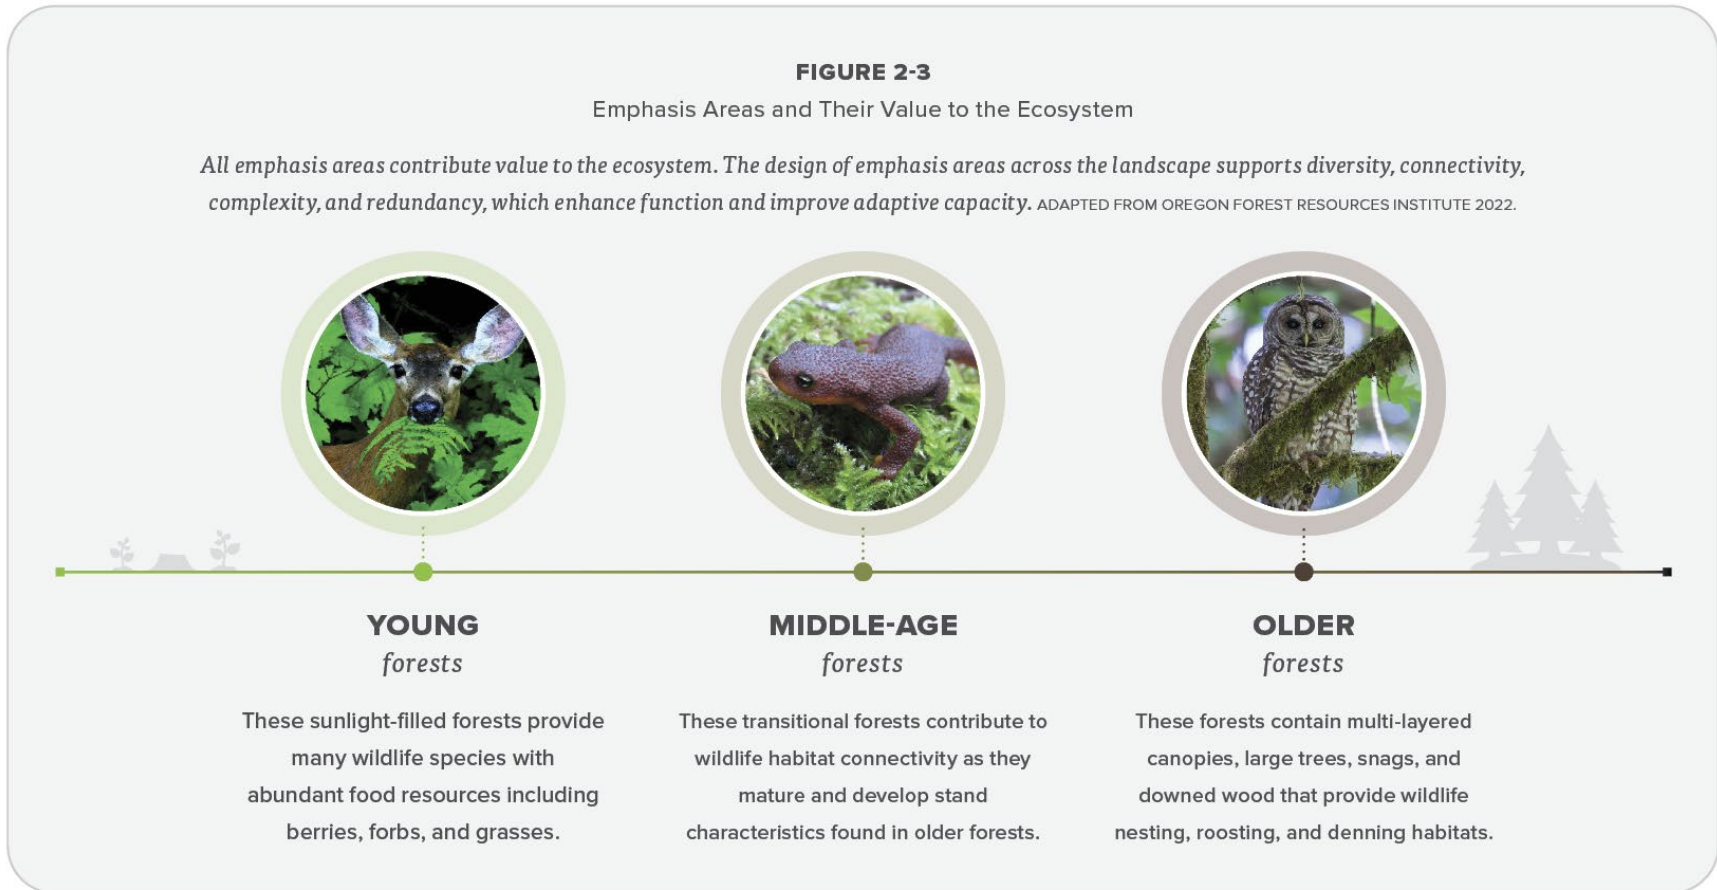 FIGURE 2-3
Emphasis Areas and Their Value to the Ecosystem
All emphasis areas contribute value to the ecosystem. The design of emphasis areas across the landscape supports diversity, connectivity,
complexity, and redundancy, which enhance function and improve adaptive capacity. ADAPTED FROM OREGON FOREST RESOURCES INSTITUTE 2022.
YOUNG
forests
These sunlight-filled forests provide
many wildlife species with
abundant food resources including
berries, forbs, and grasses.
MIDDLE-AGE
forests
These transitional forests contribute to
wildlife habitat connectivity as they
mature and develop stand
characteristics found in older forests.
OLDER
forests
These forests contain multi-layered
canopies, large trees, snags, and
downed wood that provide wildlife
nesting, roosting, and denning habitats.